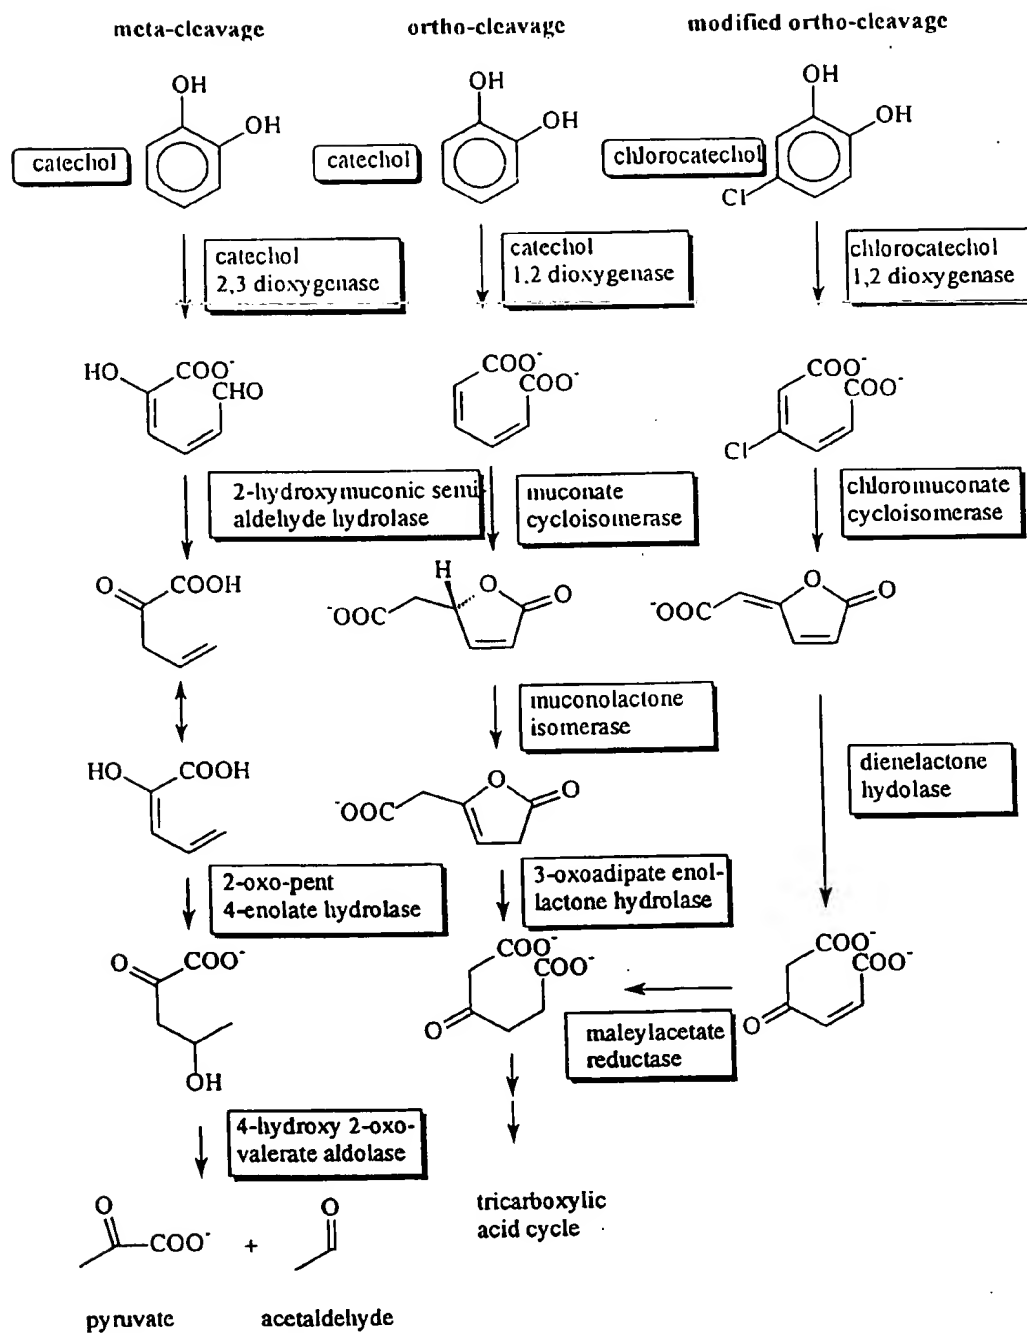 meta-cleavage
ortho-cleavage
modified ortho-cleavage
OH
OH
catechol
OH
OH
catechol
OH
OH
chlorocatechol
Cl
catechol
2,3 dioxygenase
catechol
1,2 dioxygenase
chlorocatechol
1,2 dioxygenase
HO
COO-
CHO
COO-
COO-
COO-
COO-
Cl
2-hydroxymuconic semi-
aldehyde hydrolase
muconate
cycloisomerase
chloromuconate
cycloisomerase
O
COOH
H
O
O
-OOC
O
O
-OOC
muconolactone
isomerase
dienelactone
hydolase
HO
COOH
O
O
-OOC
2-oxo-pent
4-enolate hydrolase
3-oxoadipate enol-
lactone hydrolase
O
COO-
OH
COO-
COO-
O
COO-
COO-
O
maleylacetate
reductase
4-hydroxy 2-oxo-
valerate aldolase
tricarboxylic
acid cycle
O
COO-
+
O
pyruvate
acetaldehyde